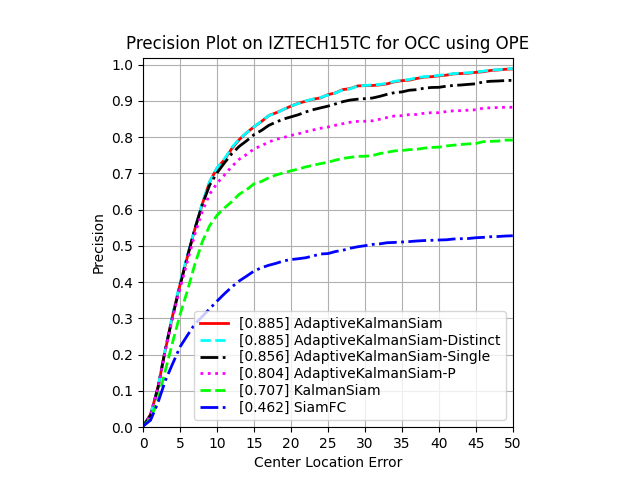 Precision Plot on IZTECH15TC for OCC using OPE
1.0
0.9
0.8
0.7
0.6
0.5
0.4
0.3
0.2
0.1
0.0
Precision
[0.885] AdaptiveKalmanSiam
[0.885] AdaptiveKalmanSiam-Distinct
[0.856] AdaptiveKalmanSiam-Single
[0.804] AdaptiveKalmanSiam-P
[0.707] KalmanSiam
[0.462] SiamFC
0 5 10 15 20 25 30 35 40 45 50
Center Location Error